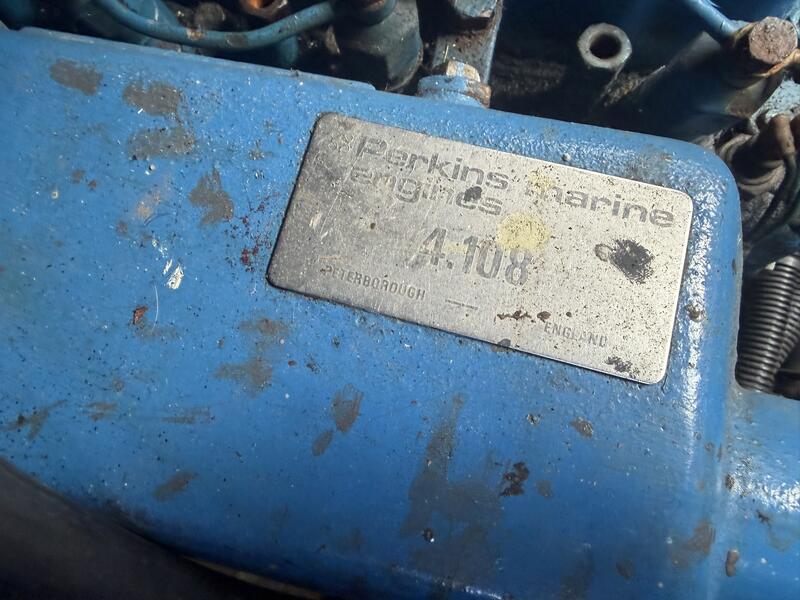 Perkins marine
engines
4.108
PETERBOROUGH — ENGLAND